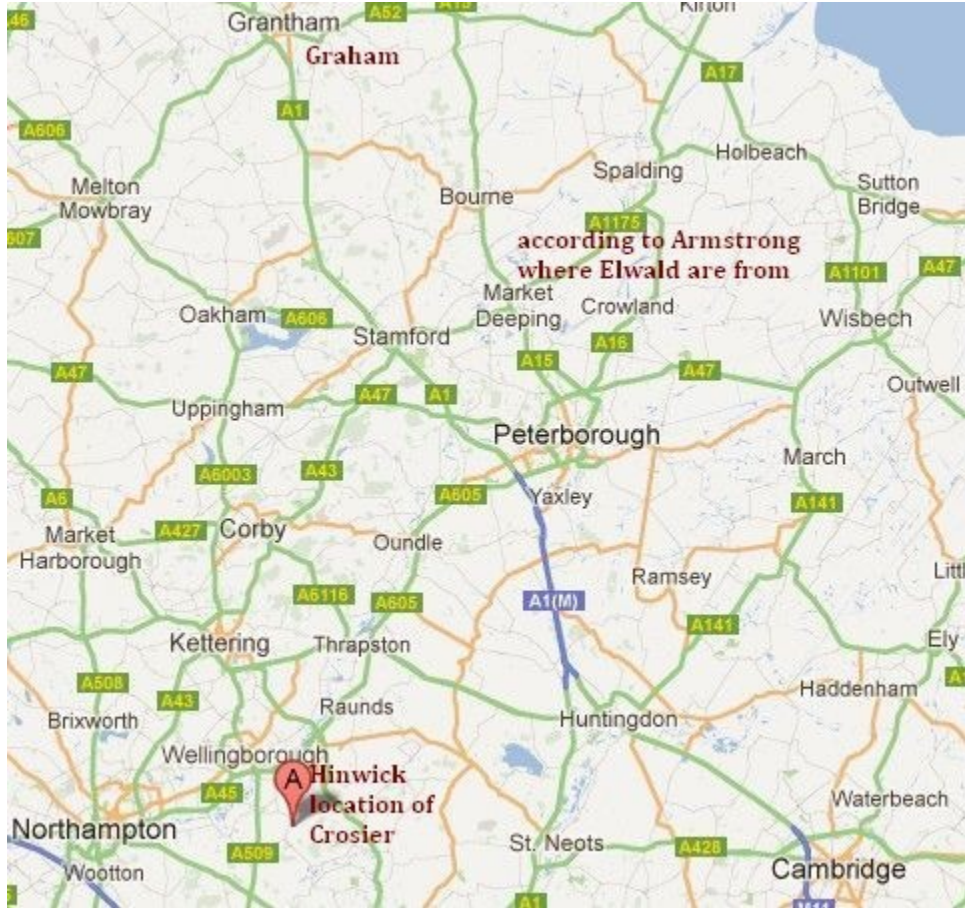 Kirton
A46
A52
A15
Grantham
Graham
A17
A1
A606
Holbeach
Spalding
Melton
Mowbray
Bourne
Sutton
Bridge
A1175
A607
according to Armstrong
where Elwald are from
A1101
A47
Market
Deeping
Crowland
Oakham
A606
Wisbech
Stamford
A16
A15
A47
A47
A47
A1
Outwell
Uppingham
Peterborough
March
A6003
A43
A605
Yaxley
A6
A141
A427
Corby
Market
Harborough
Oundle
Ramsey
A6116
A605
A1(M)
A141
Kettering
Thrapston
Ely
A508
A43
Haddenham
Raunds
Brixworth
Huntingdon
Wellingborough
A
Hinwick
location of
Crosier
A45
Waterbeach
Northampton
A509
St. Neots
A428
Wootton
Cambridge
A1
M11